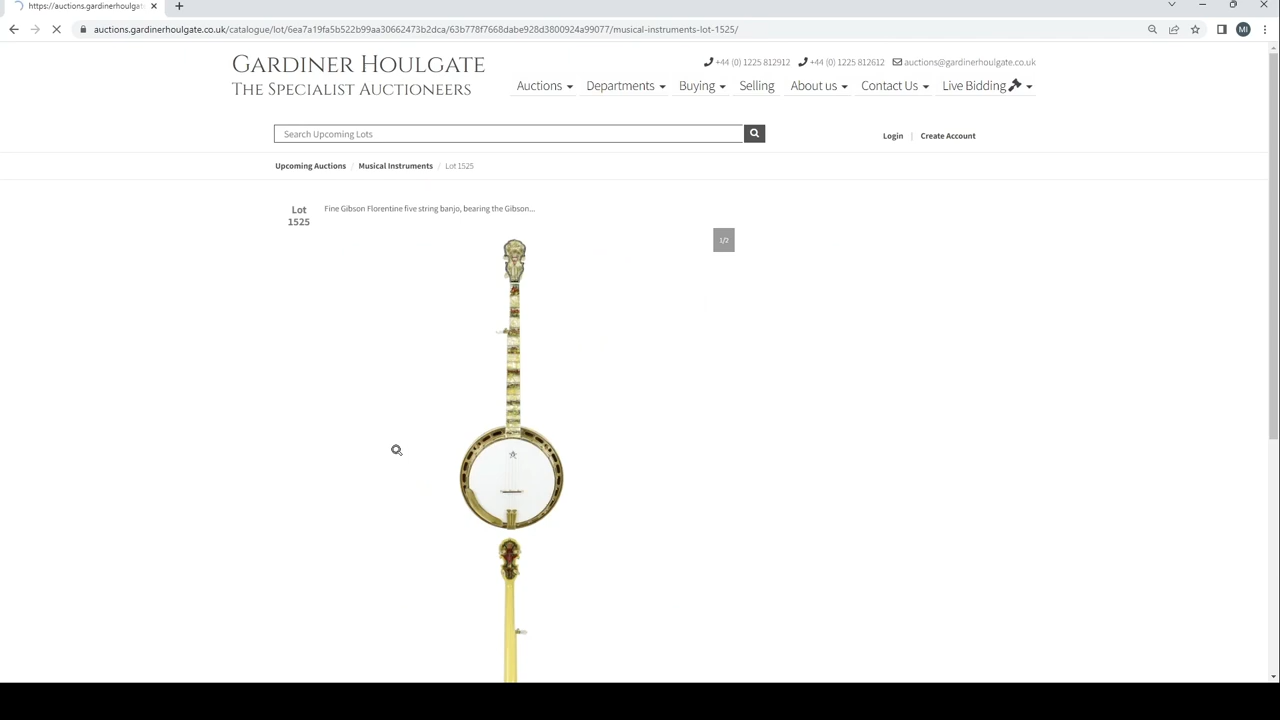 https://auctions.gardinerhoulgate
auctions.gardinerhoulgate.co.uk/catalogue/lot/6ea7a19fa5b522b99aa30662473b2dca/63b778f7668dabe928d3800924a99077/musical-instruments-lot-1525/
MI
Gardiner Houlgate
The Specialist Auctioneers
+44 (0) 1225 812912 +44 (0) 1225 812612 auctions@gardinerhoulgate.co.uk
Auctions Departments Buying Selling About us Contact Us Live Bidding
Search Upcoming Lots
Login | Create Account
Upcoming Auctions / Musical Instruments / Lot 1525
Lot 1525
Fine Gibson Florentine five string banjo, bearing the Gibson...
1/2